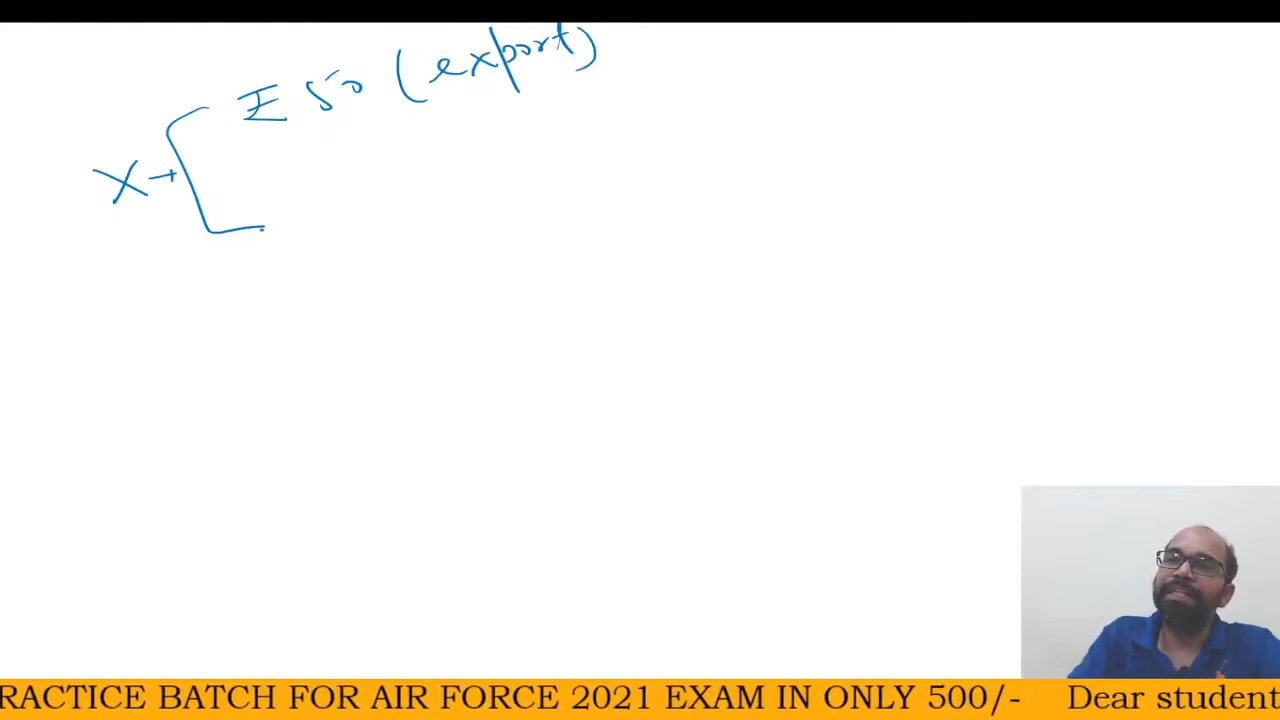 ₹ 50 (export)
X →
RACTICE BATCH FOR AIR FORCE 2021 EXAM IN ONLY 500/- Dear student